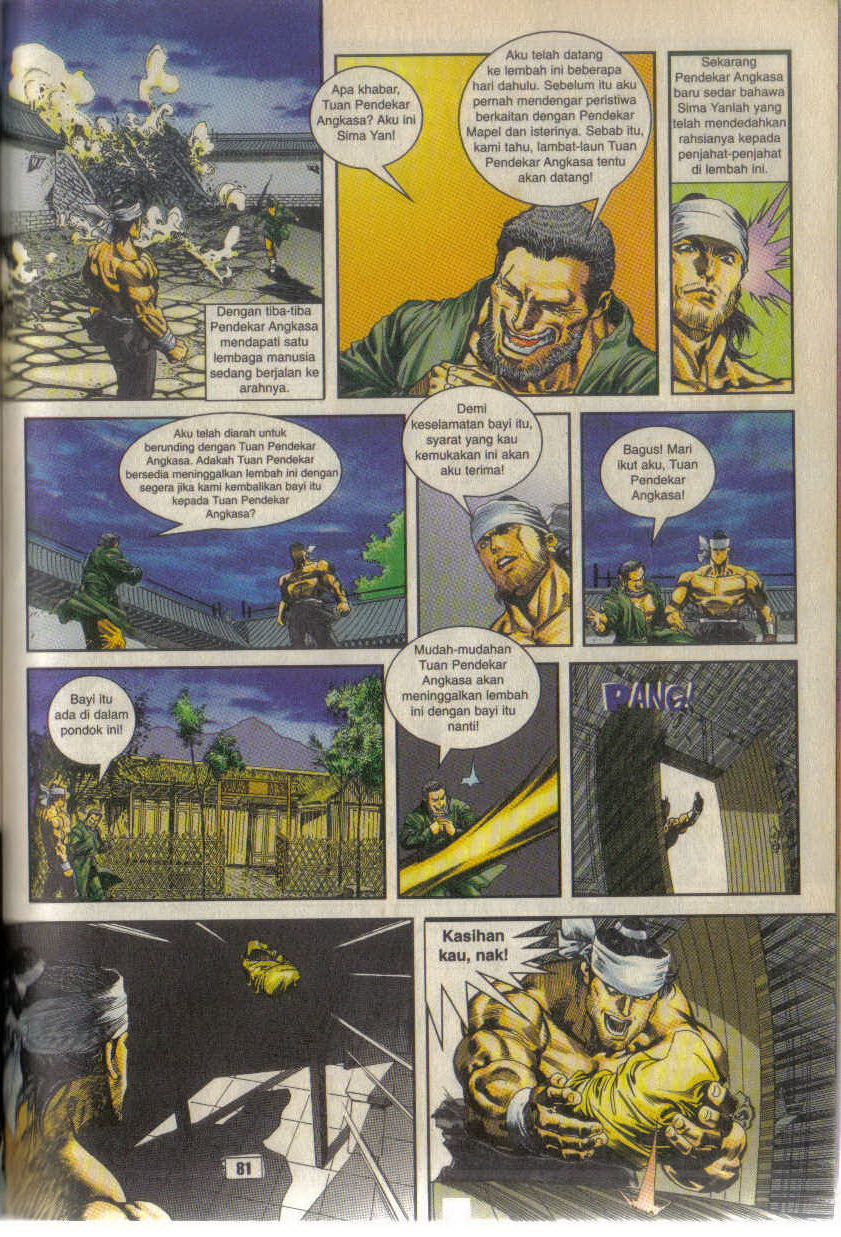 Dengan tiba-tiba
Pendekar Angkasa
mendapati satu
lembaga manusia
sedang berjalan ke
arahnya.
Apa khabar,
Tuan Pendekar
Angkasa? Aku ini
Sima Yan!
Aku telah datang
ke lembah ini beberapa
hari dahulu. Sebelum itu aku
pernah mendengar peristiwa
berkaitan dengan Pendekar
Mapel dan isterinya. Sebab itu,
kami tahu, lambat-laun Tuan
Pendekar Angkasa tentu
akan datang!
Sekarang
Pendekar Angkasa
baru sedar bahawa
Sima Yanlah yang
telah mendedahkan
rahsianya kepada
penjahat-penjahat
di lembah ini.
Aku telah diarah untuk
berunding dengan Tuan Pendekar
Angkasa. Adakah Tuan Pendekar
bersedia meninggalkan lembah ini dengan
segera jika kami kembalikan bayi itu
kepada Tuan Pendekar
Angkasa?
Demi
keselamatan bayi itu,
syarat yang kau
kemukakan ini akan
aku terima!
Bagus! Mari
ikut aku, Tuan
Pendekar
Angkasa!
Bayi itu
ada di dalam
pondok ini!
Mudah-mudahan
Tuan Pendekar
Angkasa akan
meninggalkan lembah
ini dengan bayi itu
nanti!
PANG!
81
Kasihan
kau, nak!